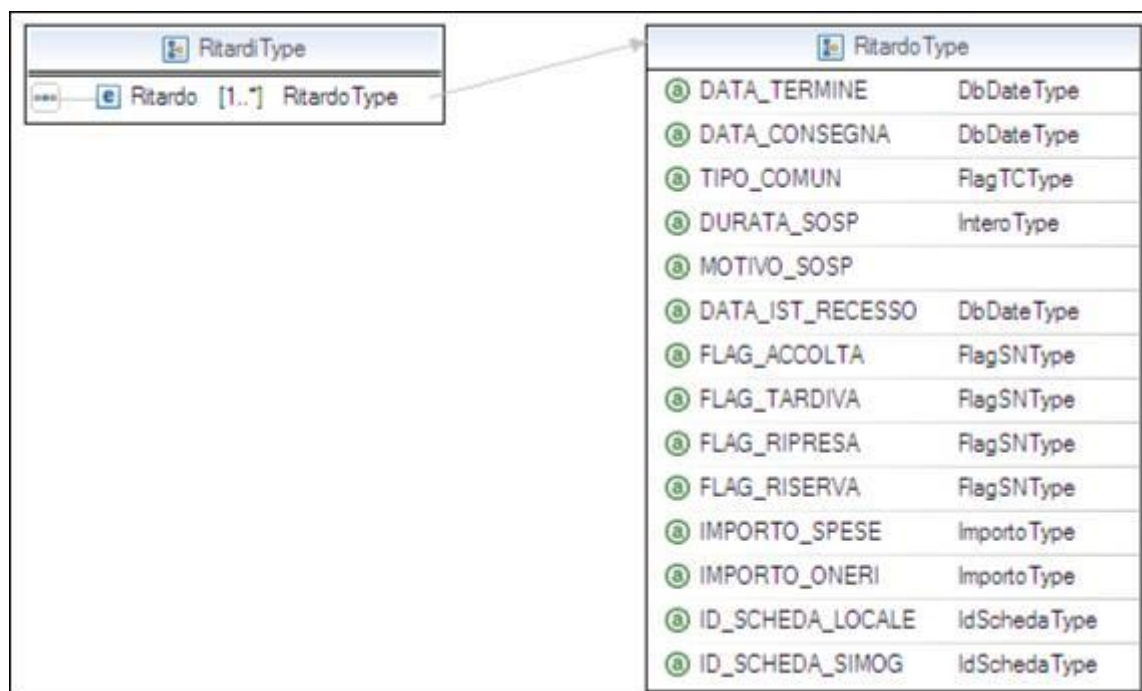 RitardiType
e Ritardo [1..*] RitardoType
RitardoType
a DATA_TERMINE DbDateType
a DATA_CONSEGNA DbDateType
a TIPO_COMUN FlagTCType
a DURATA_SOSP InteroType
a MOTIVO_SOSP
a DATA_IST_RECESSO DbDateType
a FLAG_ACCOLTA FlagSNType
a FLAG_TARDIVA FlagSNType
a FLAG_RIPRESA FlagSNType
a FLAG_RISERVA FlagSNType
a IMPORTO_SPESE ImportoType
a IMPORTO_ONERI ImportoType
a ID_SCHEDA_LOCALE IdSchedaType
a ID_SCHEDA_SIMOG IdSchedaType